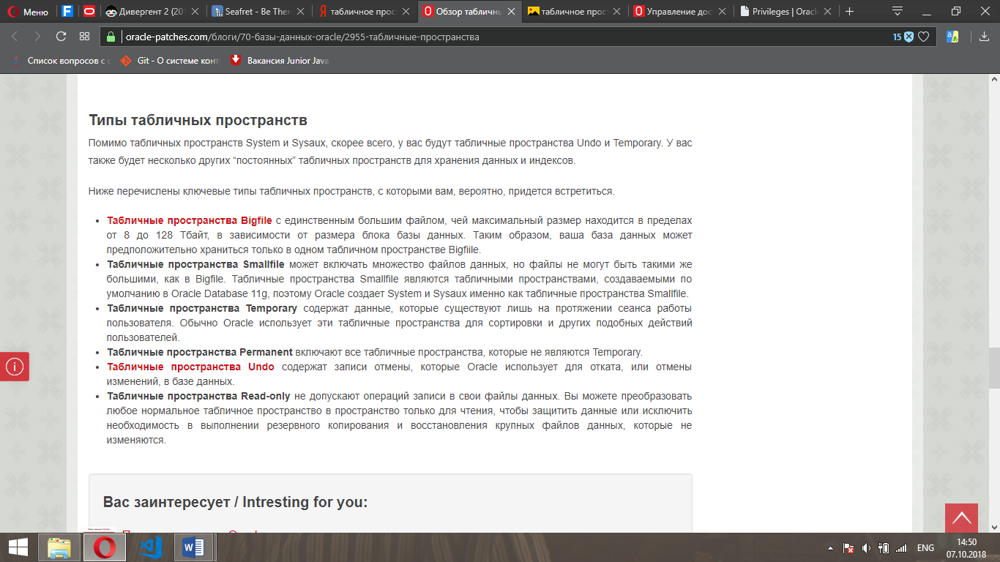 Меню
Дивергент 2 (201
Seafret - Be Ther
табличное прос
Обзор табличнь
табличное прос
Управление дос
Privileges | Oracl
oracle-patches.com/блоги/70-базы-данных-oracle/2955-табличные-пространства
15
Список вопросов с с
Git - О системе конт
Вакансия Junior Java
Типы табличных пространств
Помимо табличных пространств System и Sysaux, скорее всего, у вас будут табличные пространства Undo и Temporary. У вас
также будет несколько других “постоянных” табличных пространств для хранения данных и индексов.
Ниже перечислены ключевые типы табличных пространств, с которыми вам, вероятно, придется встретиться.
Табличные пространства Bigfile с единственным большим файлом, чей максимальный размер находится в пределах
от 8 до 128 Тбайт, в зависимости от размера блока базы данных. Таким образом, ваша база данных может
предположительно храниться только в одном табличном пространстве Bigfiile.
Табличные пространства Smallfile может включать множество файлов данных, но файлы не могут быть такими же
большими, как в Bigfile. Табличные пространства Smallfile являются табличными пространствами, создаваемыми по
умолчанию в Oracle Database 11g, поэтому Oracle создает System и Sysaux именно как табличные пространства Smallfile.
Табличные пространства Temporary содержат данные, которые существуют лишь на протяжении сеанса работы
пользователя. Обычно Oracle использует эти табличные пространства для сортировки и других подобных действий
пользователей.
Табличные пространства Permanent включают все табличные пространства, которые не являются Temporary.
Табличные пространства Undo содержат записи отмены, которые Oracle использует для отката, или отмены
изменений, в базе данных.
Табличные пространства Read-only не допускают операций записи в свои файлы данных. Вы можете преобразовать
любое нормальное табличное пространство в пространство только для чтения, чтобы защитить данные или исключить
необходимость в выполнении резервного копирования и восстановления крупных файлов данных, которые не
изменяются.
Вас заинтересует / Intresting for you:
ENG
14:50
07.10.2018